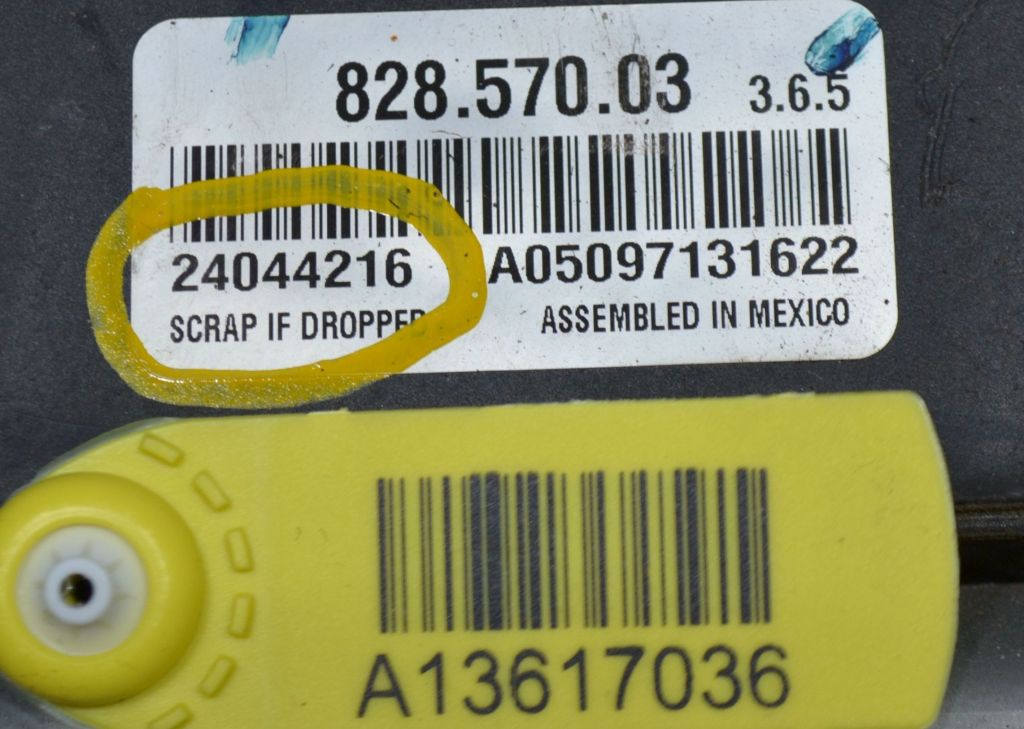 828.570.03 3.6.5
24044216 A05097131622
SCRAP IF DROPPED ASSEMBLED IN MEXICO
A13617036